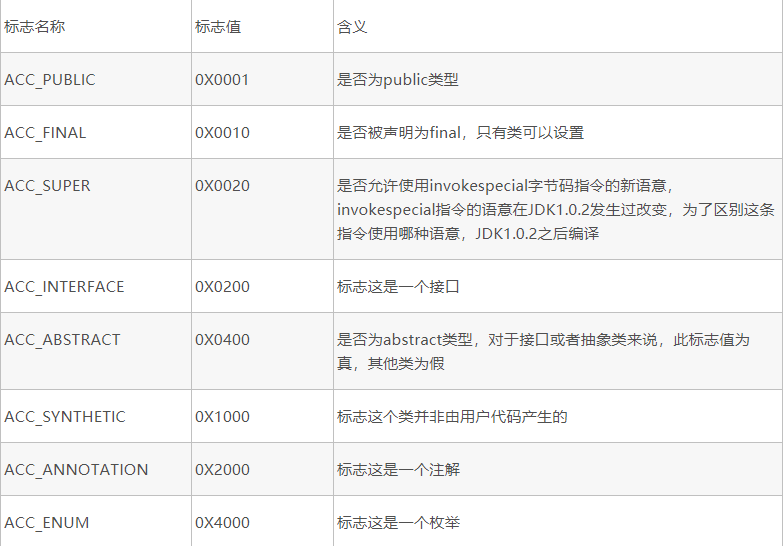 标志名称 标志值 含义
ACC_PUBLIC 0X0001 是否为public类型
ACC_FINAL 0X0010 是否被声明为final，只有类可以设置
ACC_SUPER 0X0020 是否允许使用invokespecial字节码指令的新语意，
invokespecial指令的语意在JDK1.0.2发生过改变，为了区别这条
指令使用哪种语意，JDK1.0.2之后编译
ACC_INTERFACE 0X0200 标志这是一个接口
ACC_ABSTRACT 0X0400 是否为abstract类型，对于接口或者抽象类来说，此标志值为
真，其他类为假
ACC_SYNTHETIC 0X1000 标志这个类并非由用户代码产生的
ACC_ANNOTATION 0X2000 标志这是一个注解
ACC_ENUM 0X4000 标志这是一个枚举